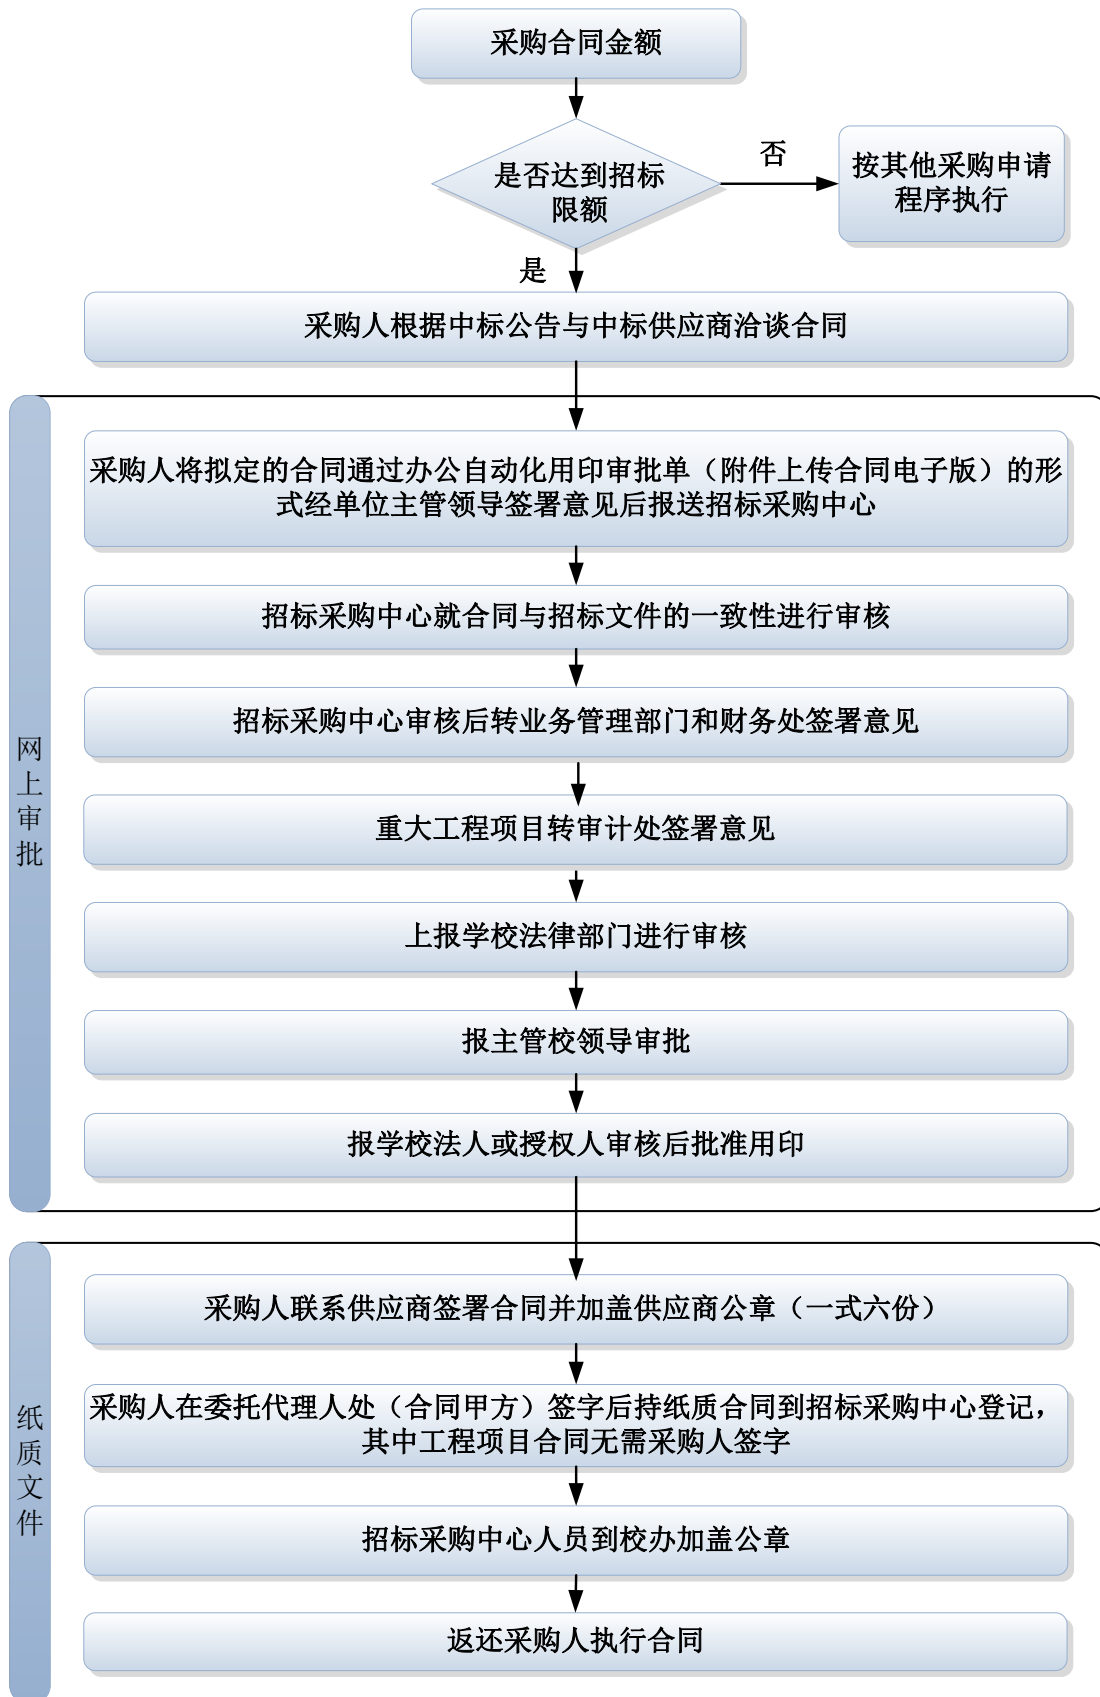 采购合同金额
是否达到招标
限额
否
按其他采购申请
程序执行
是
采购人根据中标公告与中标供应商洽谈合同
网上审批
采购人将拟定的合同通过办公自动化用印审批单（附件上传合同电子版）的形
式经单位主管领导签署意见后报送招标采购中心
招标采购中心就合同与招标文件的一致性进行审核
招标采购中心审核后转业务管理部门和财务处签署意见
重大工程项目转审计处签署意见
上报学校法律部门进行审核
报主管校领导审批
报学校法人或授权人审核后批准用印
纸质文件
采购人联系供应商签署合同并加盖供应商公章（一式六份）
采购人在委托代理人处（合同甲方）签字后持纸质合同到招标采购中心登记，
其中工程项目合同无需采购人签字
招标采购中心人员到校办加盖公章
返还采购人执行合同